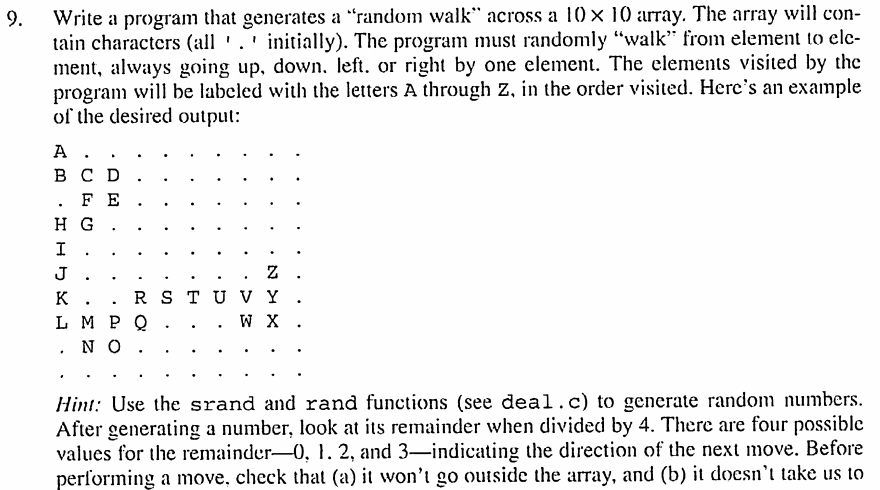 9. Write a program that generates a “random walk” across a 10 × 10 array. The array will con-
tain characters (all '.' initially). The program must randomly “walk” from element to ele-
ment, always going up, down, left, or right by one element. The elements visited by the
program will be labeled with the letters A through Z, in the order visited. Here's an example
of the desired output:
A . . . . . . . . .
B C D . . . . . . .
. F E . . . . . . .
H G . . . . . . . .
I . . . . . . . . .
J . . . . . . . Z .
K . . R S T U V Y .
L M P Q . . . W X .
. N O . . . . . . .
. . . . . . . . . .
Hint: Use the srand and rand functions (see deal.c) to generate random numbers.
After generating a number, look at its remainder when divided by 4. There are four possible
values for the remainder—0, 1, 2, and 3—indicating the direction of the next move. Before
performing a move, check that (a) it won't go outside the array, and (b) it doesn't take us to